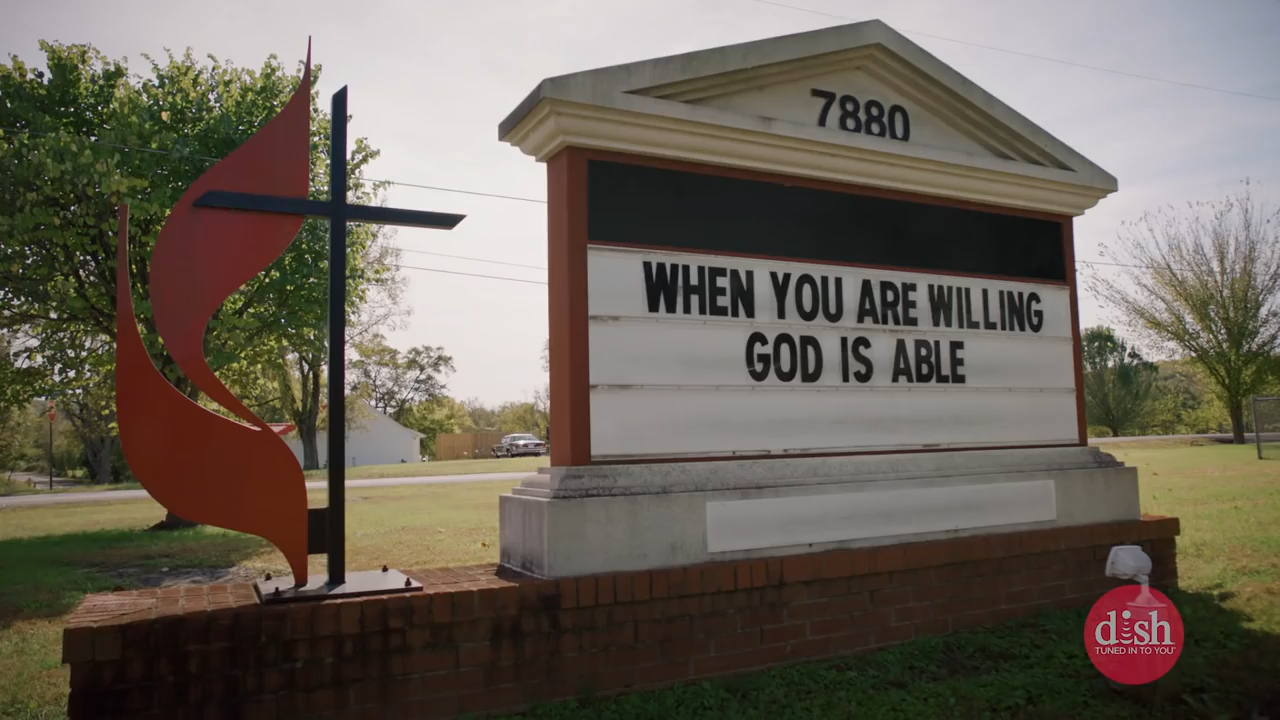 7880
WHEN YOU ARE WILLING
GOD IS ABLE
dish
TUNED IN TO YOU